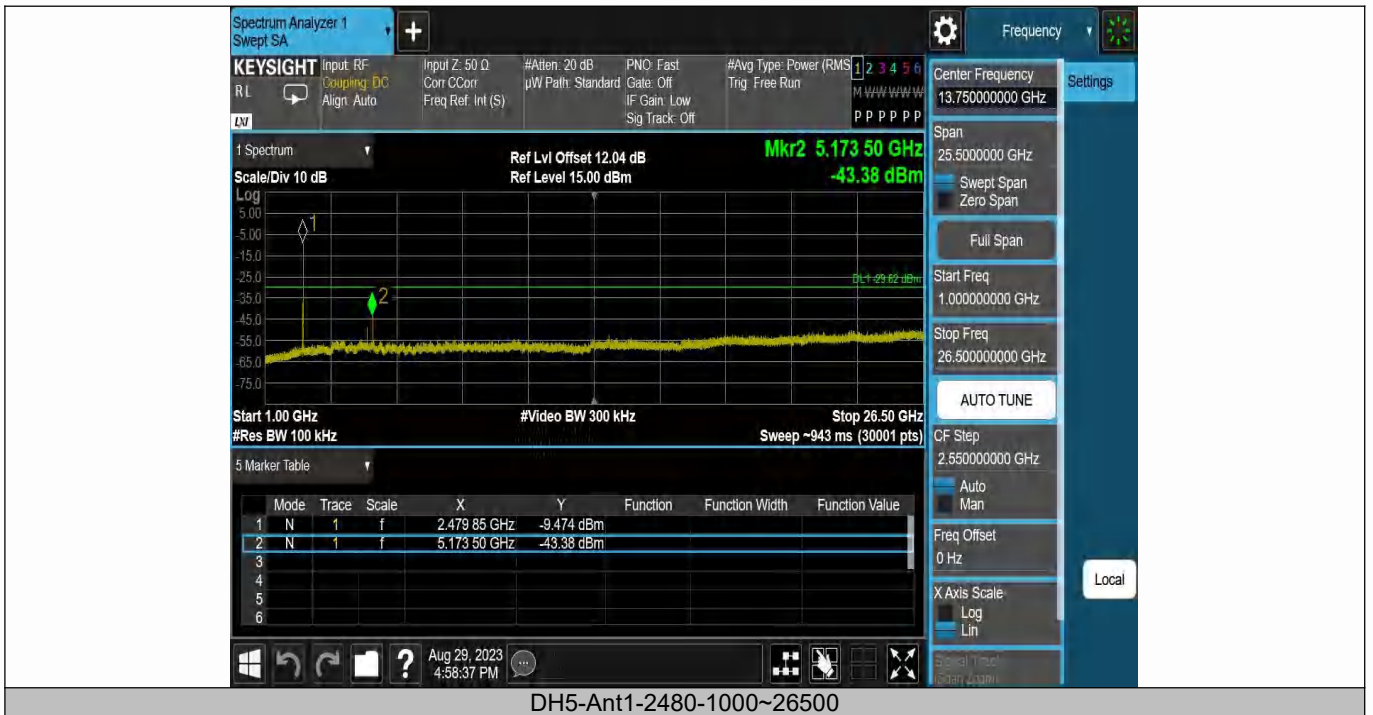 Spectrum Analyzer 1
Swept SA
+
Frequency
KEYSIGHT
RL
LXI
Input: RF
Coupling: DC
Align: Auto
Input Z: 50 Ω
Corr CCorr
Freq Ref: Int (S)
#Atten: 20 dB
µW Path: Standard
PNO: Fast
Gate: Off
IF Gain: Low
Sig Track: Off
#Avg Type: Power (RMS
Trig: Free Run
1 2 3 4 5 6
M W W W W W
P P P P P P
1 Spectrum
Scale/Div 10 dB
Ref Lvl Offset 12.04 dB
Ref Level 15.00 dBm
Mkr2 5.173 50 GHz
-43.38 dBm
Log
5.00
-5.00
-15.0
-25.0
-35.0
-45.0
-55.0
-65.0
-75.0
1
2
Start 1.00 GHz
#Res BW 100 kHz
#Video BW 300 kHz
Stop 26.50 GHz
Sweep ~943 ms (30001 pts)
5 Marker Table
Mode Trace Scale X Y Function Function Width Function Value
1 N 1 f 2.479 85 GHz -9.474 dBm
2 N 1 f 5.173 50 GHz -43.38 dBm
3
4
5
6
?
Aug 29, 2023
4:58:37 PM
Center Frequency
13.750000000 GHz
Settings
Span
25.5000000 GHz
Swept Span
Zero Span
Full Span
Start Freq
1.000000000 GHz
Stop Freq
26.500000000 GHz
AUTO TUNE
CF Step
2.550000000 GHz
Auto
Man
Freq Offset
0 Hz
X Axis Scale
Log
Lin
Local
DH5-Ant1-2480-1000~26500